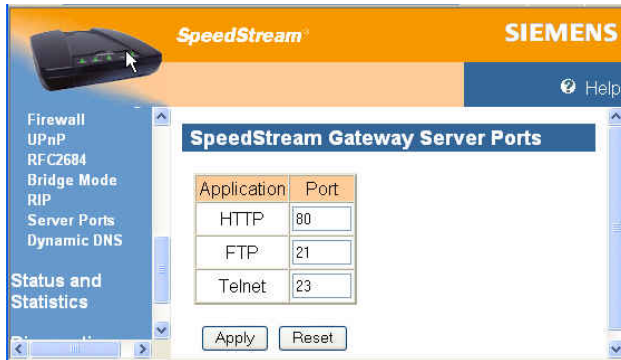 SpeedStream
SIEMENS
Help
Firewall
UPnP
RFC2684
Bridge Mode
RIP
Server Ports
Dynamic DNS
Status and
Statistics
SpeedStream Gateway Server Ports
Application Port
HTTP 80
FTP 21
Telnet 23
Apply Reset